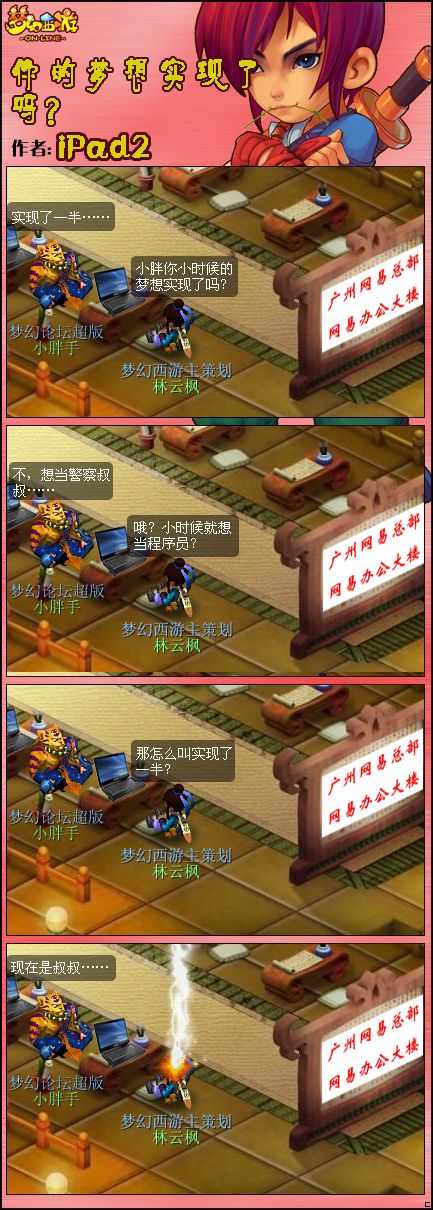 梦幻西游
-ON-LINE-
你的梦想实现了
吗?
作者: iPad2
实现了一半……
小胖你小时候的
梦想实现了吗?
广州网易总部
网易办公大楼
梦幻论坛超版
小胖手
梦幻西游主策划
林云枫
不，想当警察叔
叔……
哦? 小时候就想
当程序员?
广州网易总部
网易办公大楼
梦幻论坛超版
小胖手
梦幻西游主策划
林云枫
那怎么叫实现了
一半?
广州网易总部
网易办公大楼
梦幻论坛超版
小胖手
梦幻西游主策划
林云枫
现在是叔叔……
广州网易总部
网易办公大楼
梦幻论坛超版
小胖手
梦幻西游主策划
林云枫